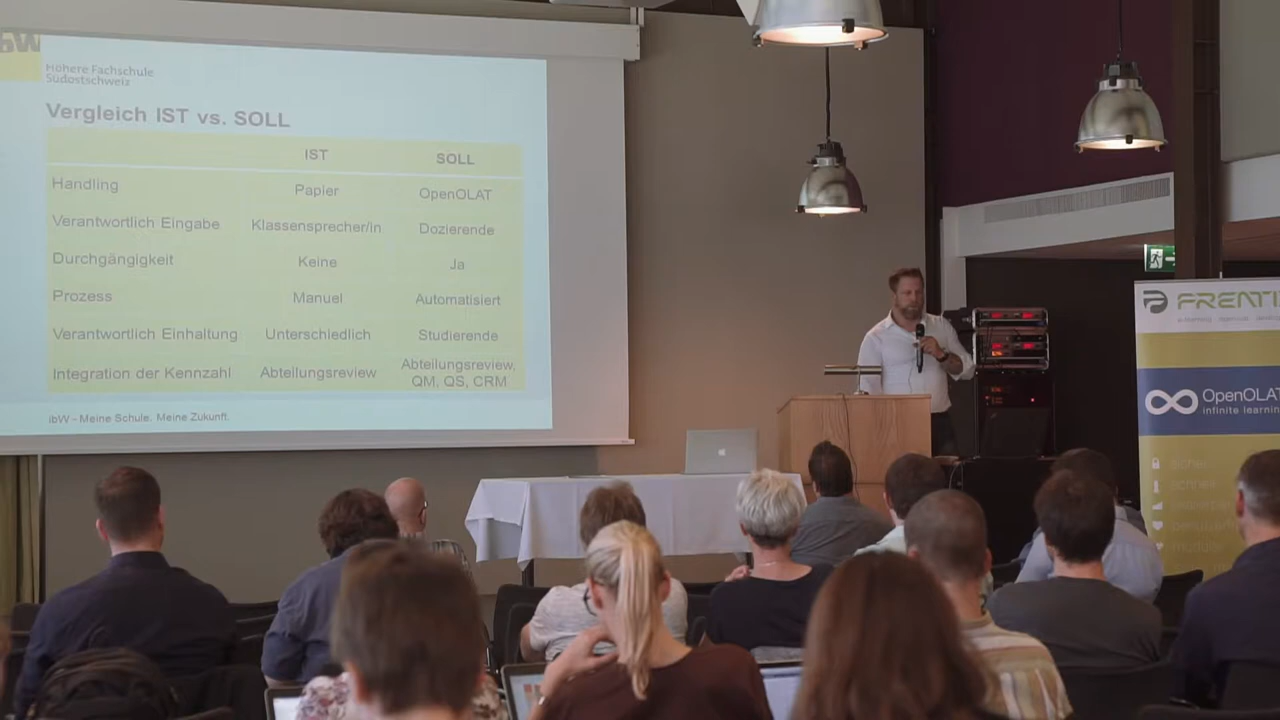 bw
Höhere Fachschule
Südostschweiz
Vergleich IST vs. SOLL
IST SOLL
Handling Papier OpenOLAT
Verantwortlich Eingabe Klassensprecher/in Dozierende
Durchgängigkeit Keine Ja
Prozess Manuel Automatisiert
Verantwortlich Einhaltung Unterschiedlich Studierende
Integration der Kennzahl Abteilungsreview Abteilungsreview,
QM, QS, CRM
ibW - Meine Schule. Meine Zukunft.
FRENTI
OpenOLAT
infinite learning